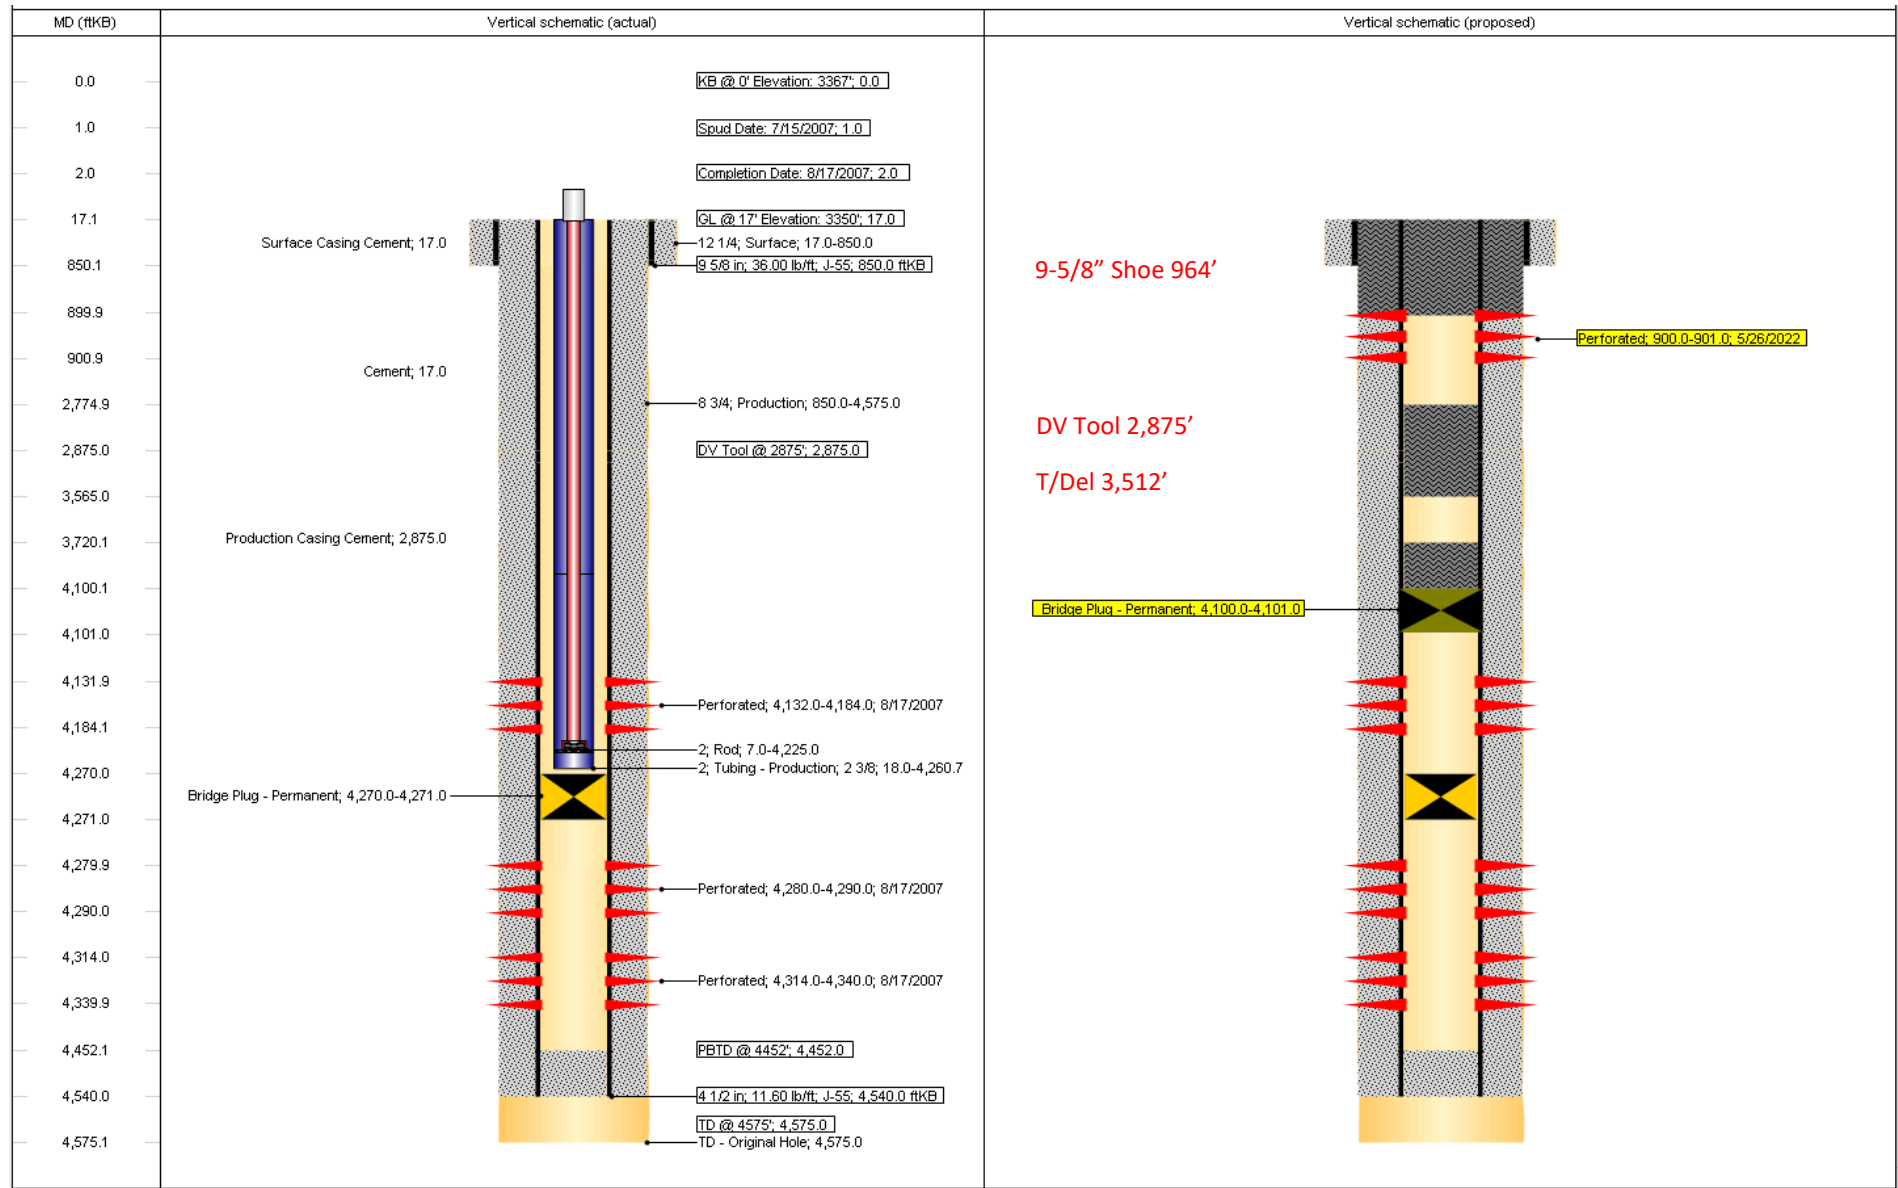 MD (ftKB)
Vertical schematic (actual)
Vertical schematic (proposed)
0.0
KB @ 0' Elevation: 3367'; 0.0
1.0
Spud Date: 7/15/2007; 1.0
2.0
Completion Date: 8/17/2007; 2.0
17.1
GL @ 17' Elevation: 3350'; 17.0
Surface Casing Cement; 17.0
12 1/4; Surface; 17.0-850.0
850.1
9 5/8 in; 36.00 lb/ft; J-55; 850.0 ftKB
9-5/8” Shoe 964’
899.9
Perforated; 900.0-901.0; 5/26/2022
900.9
Cement; 17.0
2,774.9
8 3/4; Production; 850.0-4,575.0
DV Tool 2,875’
2,875.0
DV Tool @ 2875'; 2,875.0
T/Del 3,512’
3,565.0
Production Casing Cement; 2,875.0
3,720.1
4,100.1
Bridge Plug - Permanent; 4,100.0-4,101.0
4,101.0
4,131.9
Perforated; 4,132.0-4,184.0; 8/17/2007
4,184.1
2; Rod; 7.0-4,225.0
2; Tubing - Production; 2 3/8; 18.0-4,260.7
4,270.0
Bridge Plug - Permanent; 4,270.0-4,271.0
4,271.0
4,279.9
Perforated; 4,280.0-4,290.0; 8/17/2007
4,290.0
4,314.0
Perforated; 4,314.0-4,340.0; 8/17/2007
4,339.9
4,452.1
PBTD @ 4452'; 4,452.0
4,540.0
4 1/2 in; 11.60 lb/ft; J-55; 4,540.0 ftKB
TD @ 4575'; 4,575.0
4,575.1
TD - Original Hole; 4,575.0